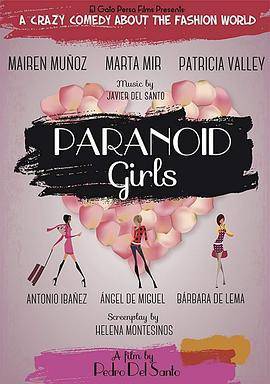 El Gato Persa Films Presents
A CRAZY COMEDY ABOUT THE FASHION WORLD
MAIREN MUÑOZ MARTA MIR PATRICIA VALLEY
Music by
JAVIER DEL SANTO
PARANOID
Girls
ANTONIO IBAÑEZ ÁNGEL DE MIGUEL BÁRBARA DE LEMA
Screenplay by
HELENA MONTESINOS
A film by
Pedro Del Santo